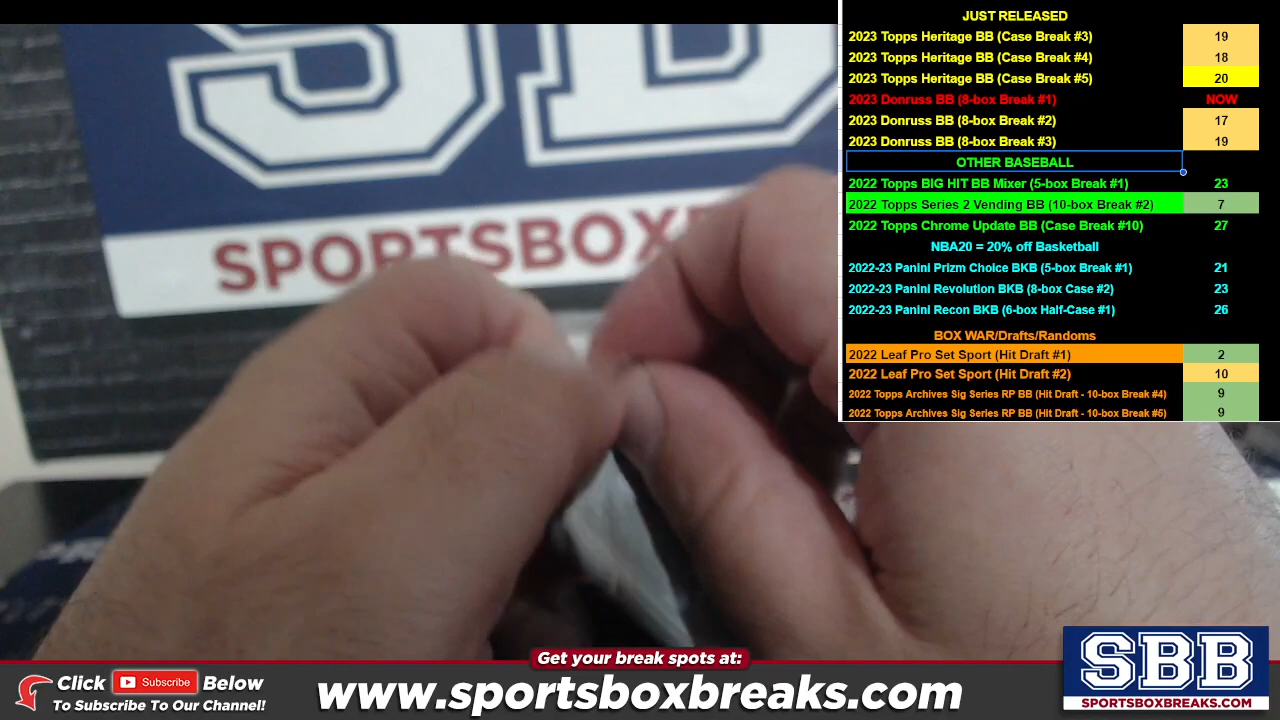 SBB
SPORTSBOX
JUST RELEASED
2023 Topps Heritage BB (Case Break #3) 19
2023 Topps Heritage BB (Case Break #4) 18
2023 Topps Heritage BB (Case Break #5) 20
2023 Donruss BB (8-box Break #1) NOW
2023 Donruss BB (8-box Break #2) 17
2023 Donruss BB (8-box Break #3) 19
OTHER BASEBALL
2022 Topps BIG HIT BB Mixer (5-box Break #1) 23
2022 Topps Series 2 Vending BB (10-box Break #2) 7
2022 Topps Chrome Update BB (Case Break #10) 27
NBA20 = 20% off Basketball
2022-23 Panini Prizm Choice BKB (5-box Break #1) 21
2022-23 Panini Revolution BKB (8-box Case #2) 23
2022-23 Panini Recon BKB (6-box Half-Case #1) 26
BOX WAR/Drafts/Randoms
2022 Leaf Pro Set Sport (Hit Draft #1) 2
2022 Leaf Pro Set Sport (Hit Draft #2) 10
2022 Topps Archives Sig Series RP BB (Hit Draft - 10-box Break #4) 9
2022 Topps Archives Sig Series RP BB (Hit Draft - 10-box Break #5) 9
Get your break spots at:
Click Subscribe Below
To Subscribe To Our Channel!
www.sportsboxbreaks.com
SBB
SPORTSBOXBREAKS.COM